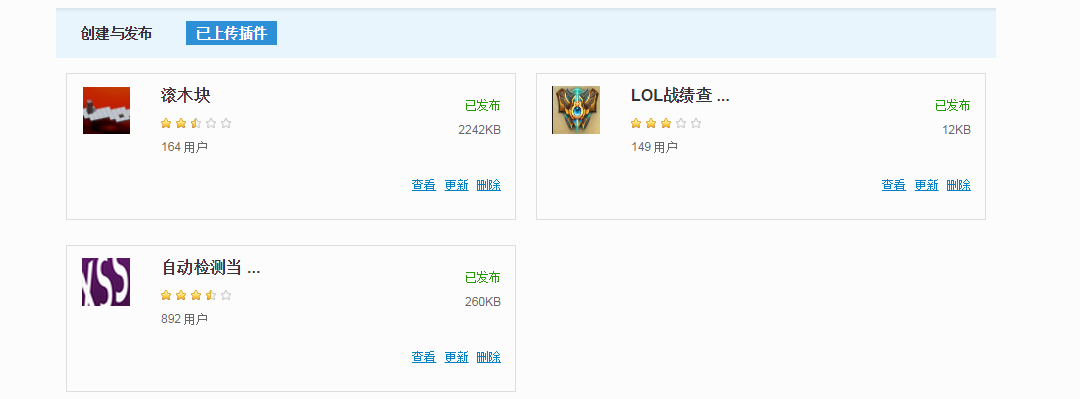 创建与发布 已上传插件
滚木块
已发布
2242KB
164 用户
查看 更新 删除
LOL战绩查 ...
已发布
12KB
149 用户
查看 更新 删除
XSS
自动检测当 ...
已发布
260KB
892 用户
查看 更新 删除